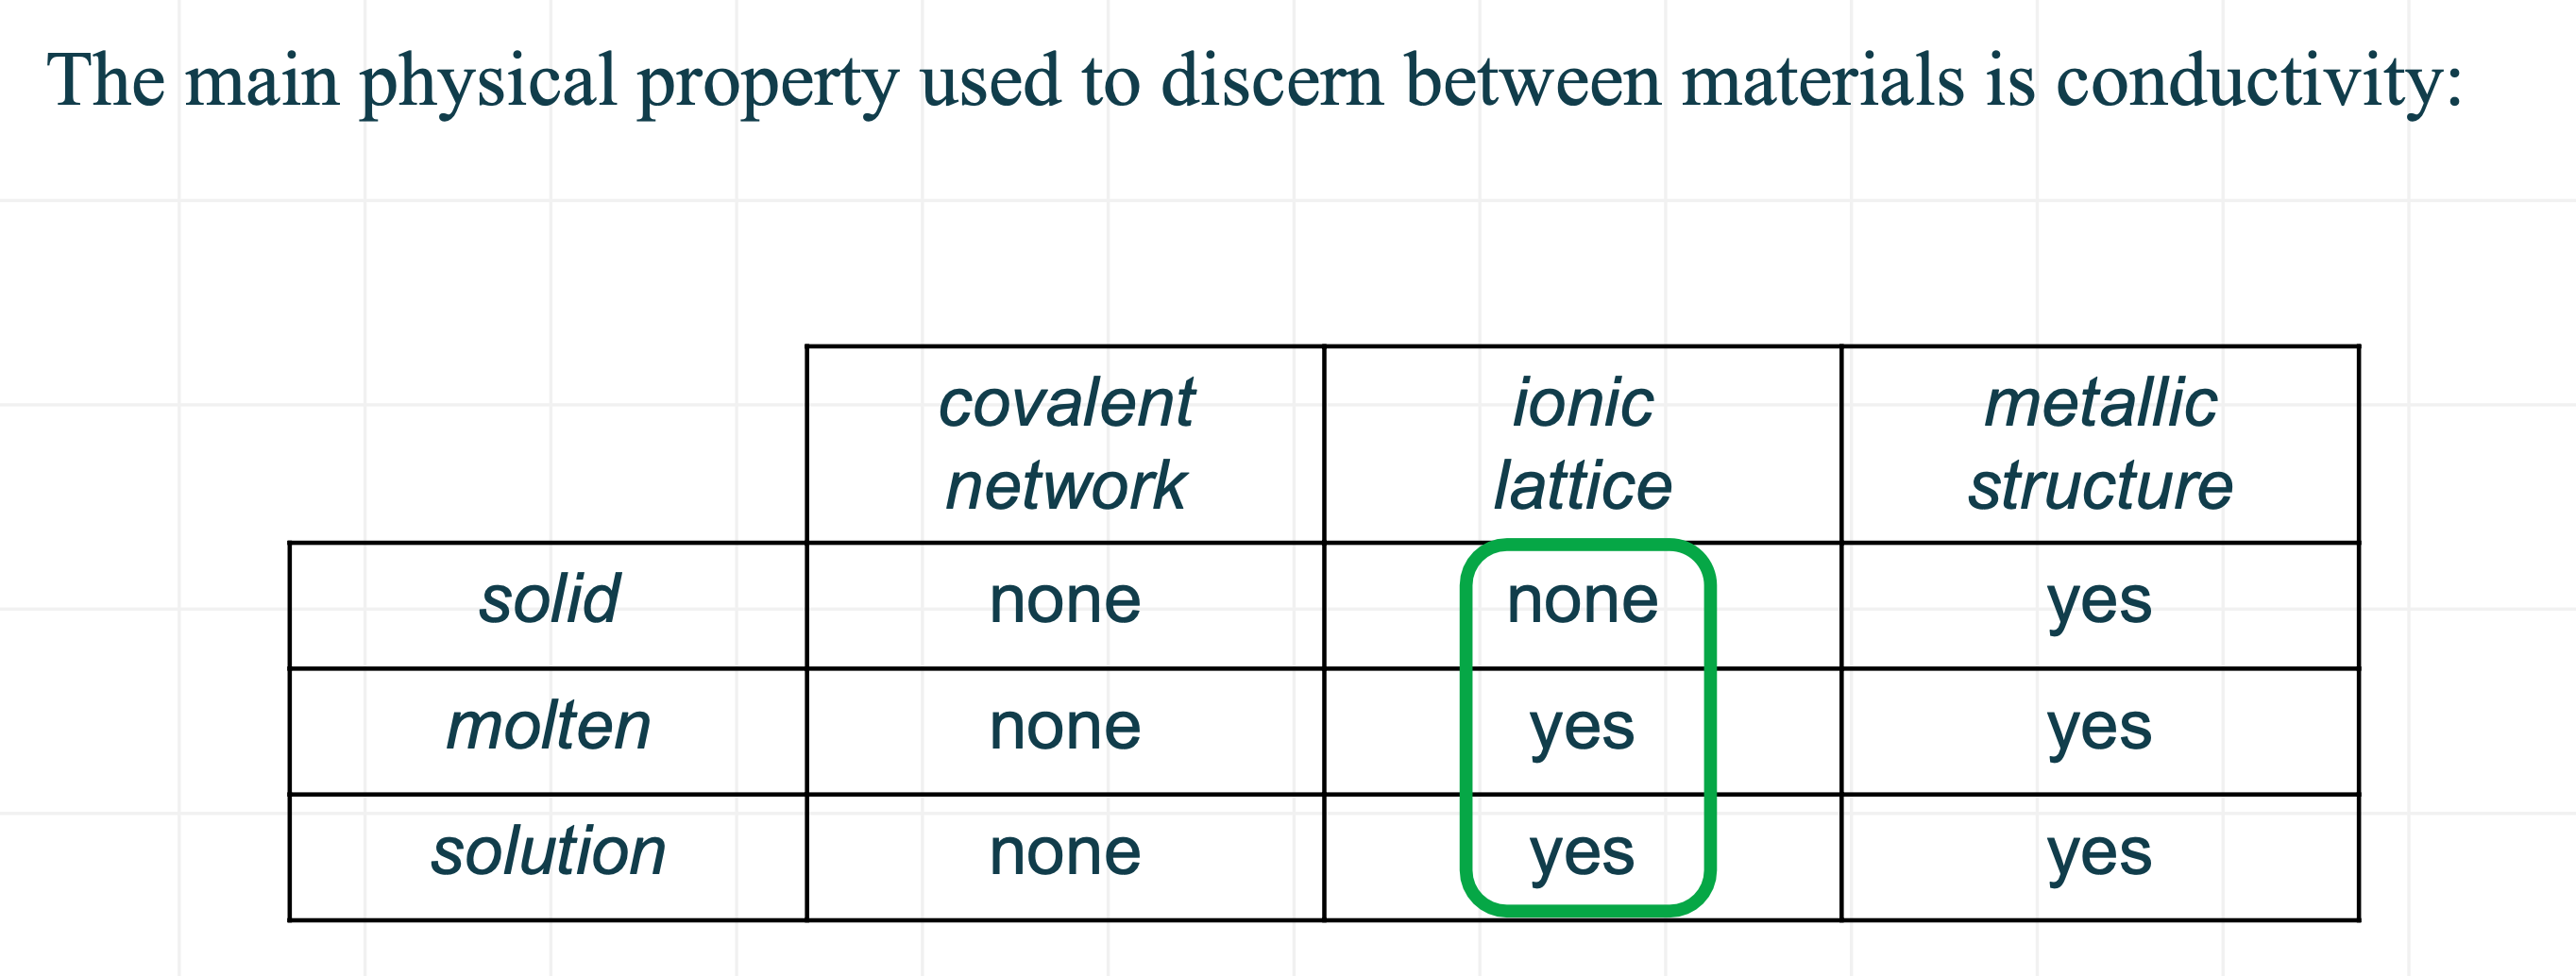 The main physical property used to discern between materials is conductivity:
covalent network ionic lattice metallic structure
solid none none yes
molten none yes yes
solution none yes yes